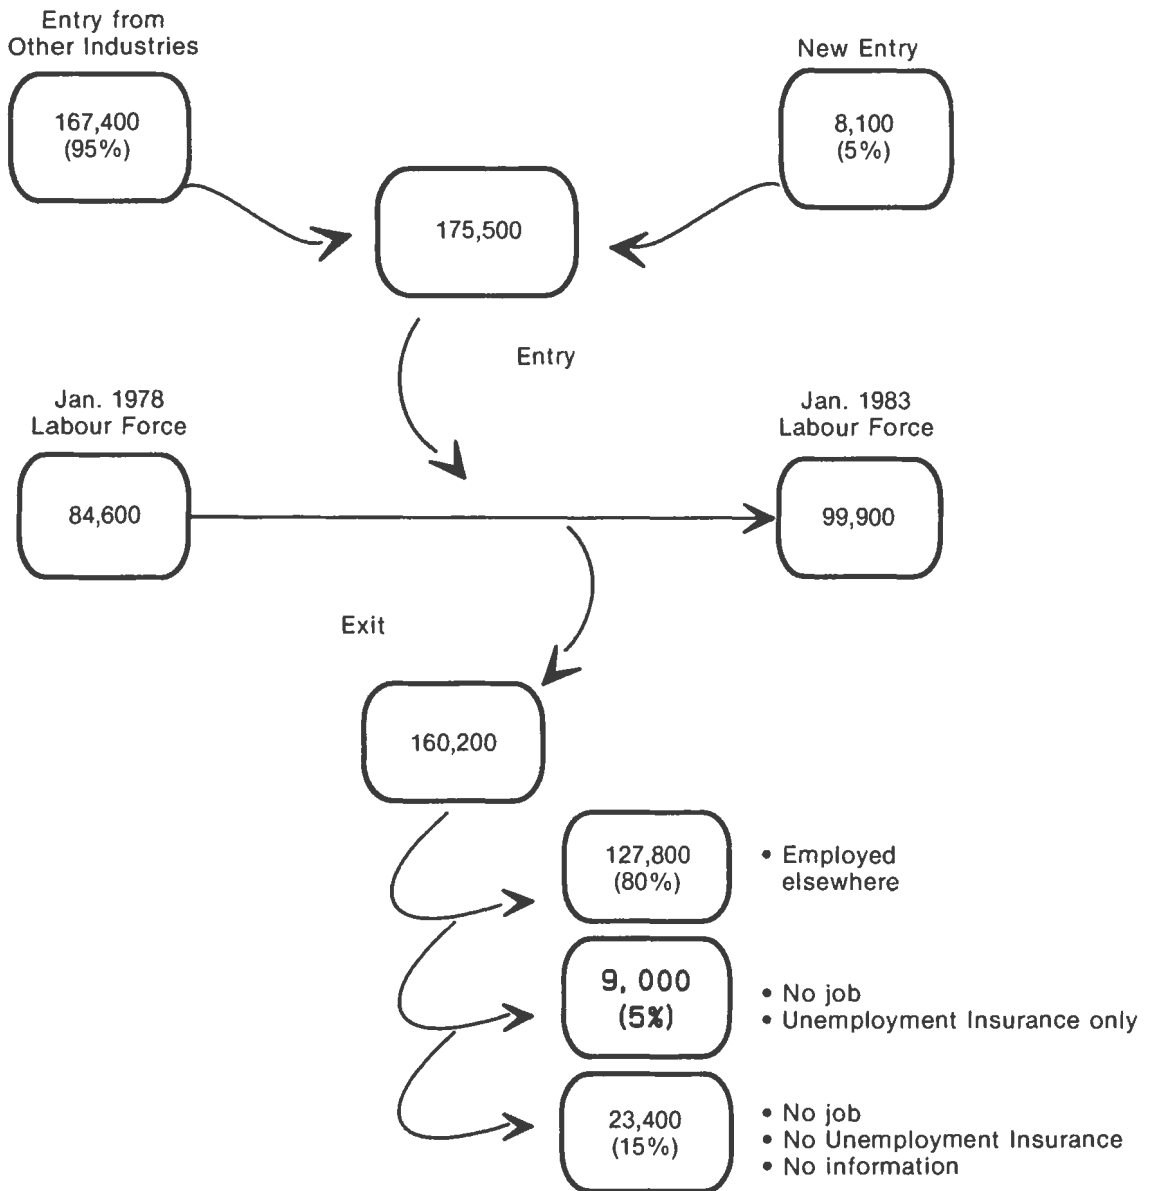 Entry from
Other Industries
New Entry
167,400
(95%)
8,100
(5%)
175,500
Entry
Jan. 1978
Labour Force
Jan. 1983
Labour Force
84,600
99,900
Exit
160,200
127,800
(80%)
• Employed
elsewhere
9, 000
(5%)
• No job
• Unemployment Insurance only
23,400
(15%)
• No job
• No Unemployment Insurance
• No information